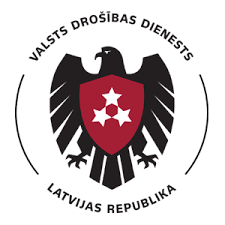 VALSTS DROŠĪBAS DIENESTS
LATVIJAS REPUBLIKA